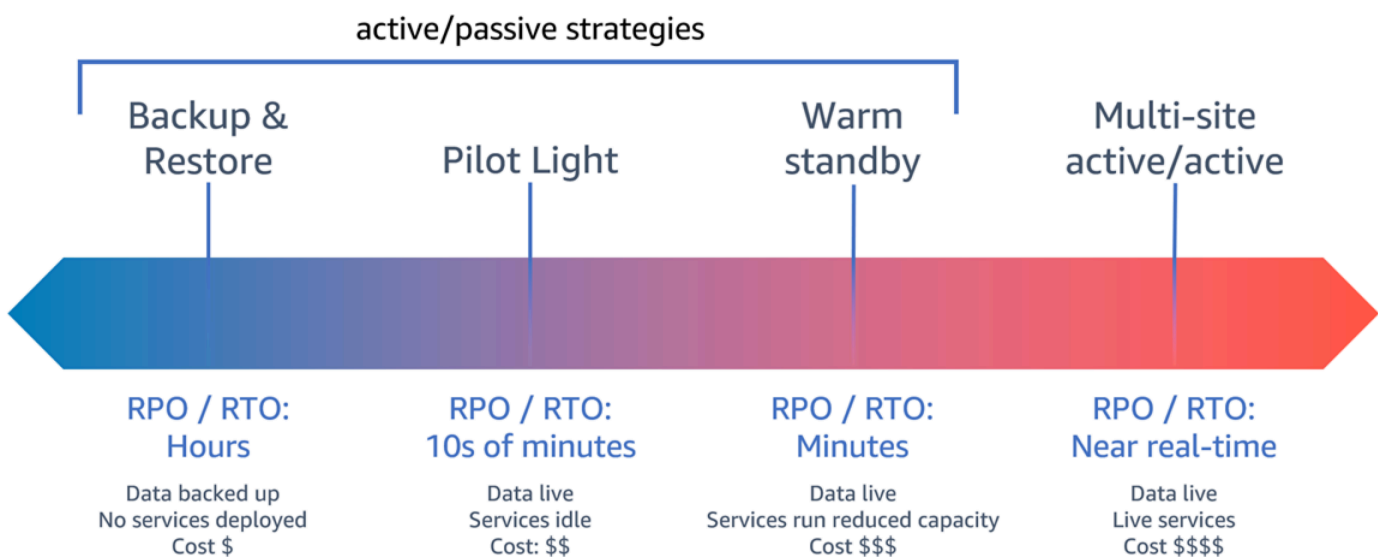 active/passive strategies
Backup &
Restore
Pilot Light
Warm
standby
Multi-site
active/active
RPO / RTO:
Hours
RPO / RTO:
10s of minutes
RPO / RTO:
Minutes
RPO / RTO:
Near real-time
Data backed up
No services deployed
Cost $
Data live
Services idle
Cost: $$
Data live
Services run reduced capacity
Cost $$$
Data live
Live services
Cost $$$$